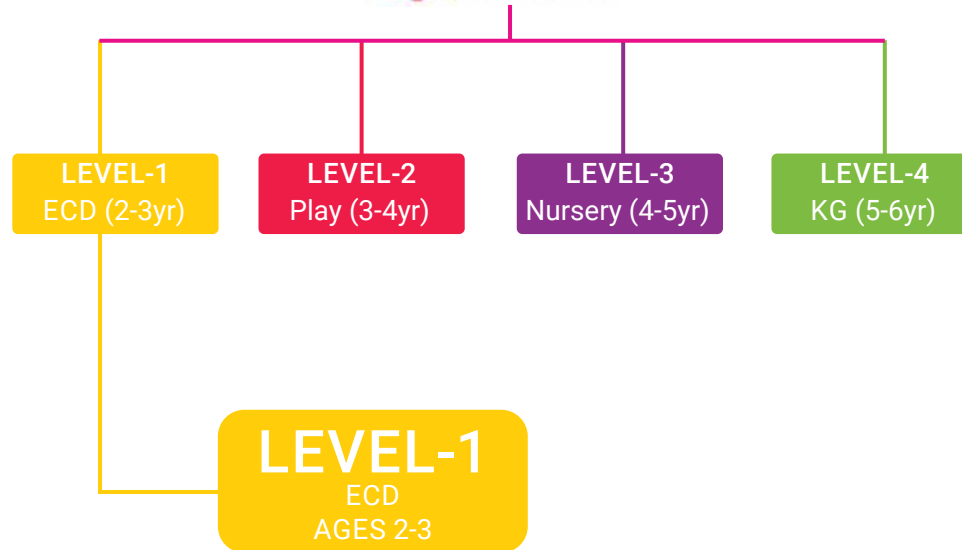 LEVEL-1
ECD (2-3yr)
LEVEL-2
Play (3-4yr)
LEVEL-3
Nursery (4-5yr)
LEVEL-4
KG (5-6yr)
LEVEL-1
ECD
AGES 2-3